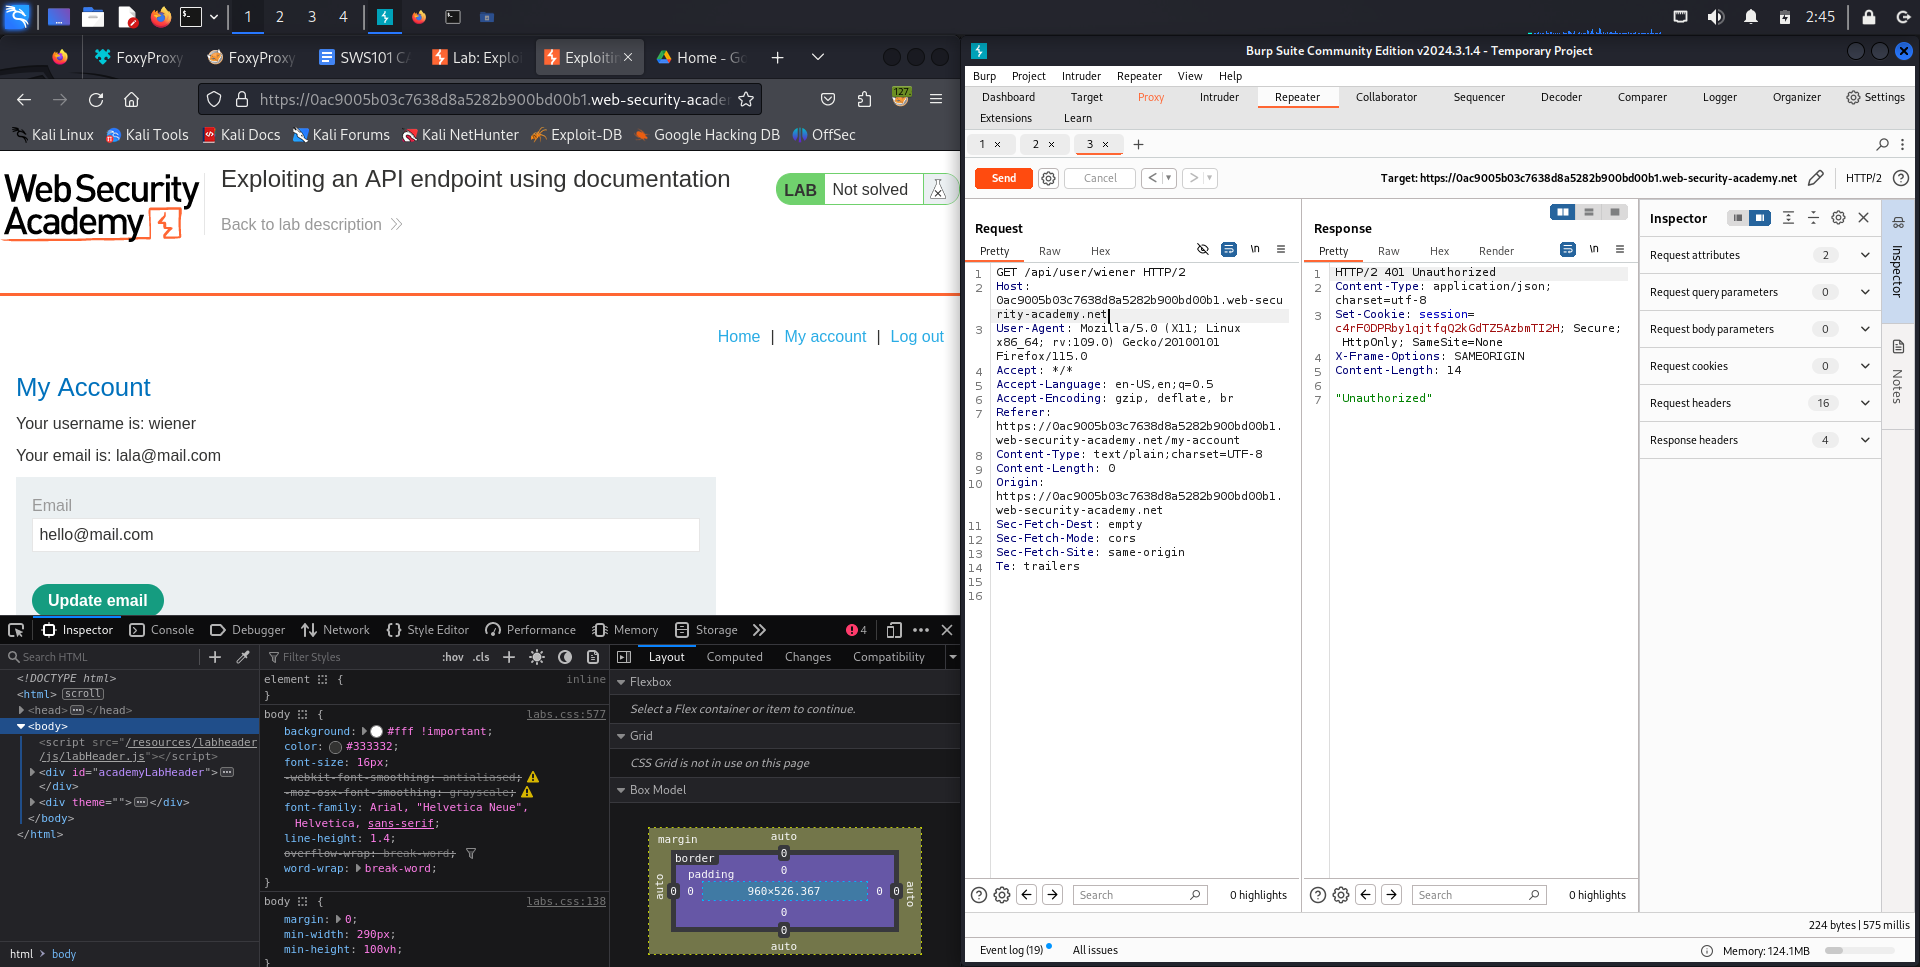 1 2 3 4
2:45
FoxyProxy
FoxyProxy
SWS101 CA
Lab: Exploi
Exploitin
Home - Go
https://0ac9005b03c7638d8a5282b900bd00b1.web-security-acade
127
Kali Linux
Kali Tools
Kali Docs
Kali Forums
Kali NetHunter
Exploit-DB
Google Hacking DB
OffSec
Web Security
Academy
Exploiting an API endpoint using documentation
Back to lab description
LAB
Not solved
Home | My account | Log out
My Account
Your username is: wiener
Your email is: lala@mail.com
Email
hello@mail.com
Update email
Inspector
Console
Debugger
Network
Style Editor
Performance
Memory
Storage
4
Search HTML
<!DOCTYPE html>
<html> scroll
<head> </head>
<body>
<script src="/resources/labheader
/js/labHeader.js"></script>
<div id="academyLabHeader">
</div>
<div theme=""> </div>
</body>
</html>
html > body
Filter Styles
:hov .cls
element { inline
}
body { labs.css:577
background: #fff !important;
color: #333332;
font-size: 16px;
-webkit-font-smoothing: antialiased;
-moz-osx-font-smoothing: grayscale;
font-family: Arial, "Helvetica Neue",
Helvetica, sans-serif;
line-height: 1.4;
overflow-wrap: break-word;
word-wrap: break-word;
}
body { labs.css:138
margin: 0;
min-width: 290px;
min-height: 100vh;
}
Layout
Computed
Changes
Compatibility
Flexbox
Select a Flex container or item to continue.
Grid
CSS Grid is not in use on this page
Box Model
margin
auto
border
0
padding
0
auto 0 0 960×526.367 0 0 auto
0
0
auto
Burp Suite Community Edition v2024.3.1.4 - Temporary Project
Burp Project Intruder Repeater View Help
Dashboard
Target
Proxy
Intruder
Repeater
Collaborator
Sequencer
Decoder
Comparer
Logger
Organizer
Settings
Extensions
Learn
1 × 2 × 3 × +
Send
Cancel
Target: https://0ac9005b03c7638d8a5282b900bd00b1.web-security-academy.net
HTTP/2
Request
Pretty Raw Hex
\n
1 GET /api/user/wiener HTTP/2
2 Host:
0ac9005b03c7638d8a5282b900bd00b1.web-secu
rity-academy.net
3 User-Agent: Mozilla/5.0 (X11; Linux
x86_64; rv:109.0) Gecko/20100101
Firefox/115.0
4 Accept: */*
5 Accept-Language: en-US,en;q=0.5
6 Accept-Encoding: gzip, deflate, br
7 Referer:
https://0ac9005b03c7638d8a5282b900bd00b1.
web-security-academy.net/my-account
8 Content-Type: text/plain;charset=UTF-8
9 Content-Length: 0
10 Origin:
https://0ac9005b03c7638d8a5282b900bd00b1.
web-security-academy.net
11 Sec-Fetch-Dest: empty
12 Sec-Fetch-Mode: cors
13 Sec-Fetch-Site: same-origin
14 Te: trailers
15
16
Search
0 highlights
Response
Pretty Raw Hex Render
\n
1 HTTP/2 401 Unauthorized
2 Content-Type: application/json;
charset=utf-8
3 Set-Cookie: session=
c4rF0DPRby1qjtfqQ2kGdTZ5AzbmTI2H; Secure;
HttpOnly; SameSite=None
4 X-Frame-Options: SAMEORIGIN
5 Content-Length: 14
6
7 "Unauthorized"
Search
0 highlights
Inspector
Request attributes 2
Request query parameters 0
Request body parameters 0
Request cookies 0
Request headers 16
Response headers 4
Inspector
Notes
224 bytes | 575 millis
Event log (19)
All issues
Memory: 124.1MB